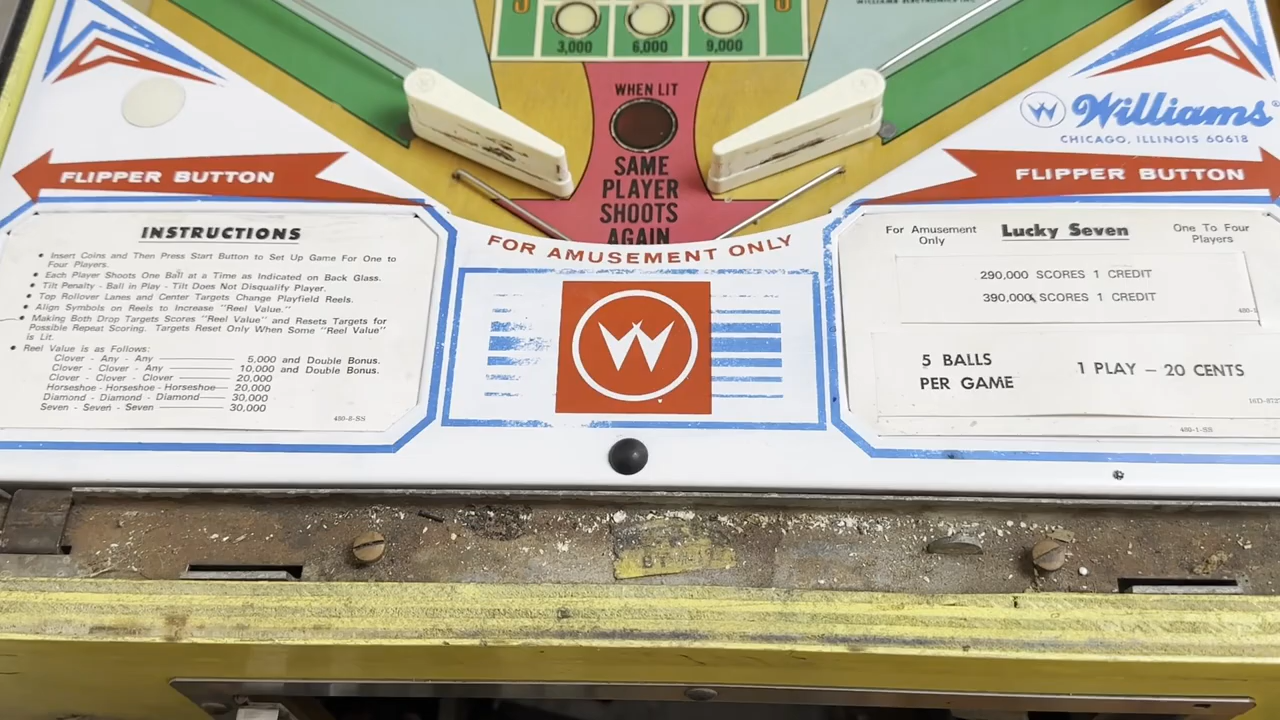 WILLIAMS ELECTRONICS INC
3,000 6,000 9,000
WHEN LIT
SAME
PLAYER
SHOOTS
AGAIN
Williams®
CHICAGO, ILLINOIS 60618
FLIPPER BUTTON
FLIPPER BUTTON
FOR AMUSEMENT ONLY
INSTRUCTIONS
• Insert Coins and Then Press Start Button to Set Up Game For One to
Four Players.
• Each Player Shoots One Ball at a Time as Indicated on Back Glass.
• Tilt Penalty - Ball in Play - Tilt Does Not Disqualify Player.
• Top Rollover Lanes and Center Targets Change Playfield Reels.
• Align Symbols on Reels to Increase "Reel Value."
• Making Both Drop Targets Scores "Reel Value" and Resets Targets for
Possible Repeat Scoring. Targets Reset Only When Some "Reel Value"
is Lit.
• Reel Value is as Follows:
Clover - Any - Any 5,000 and Double Bonus.
Clover - Clover - Any 10,000 and Double Bonus.
Clover - Clover - Clover 20,000
Horseshoe - Horseshoe - Horseshoe 20,000
Diamond - Diamond - Diamond 30,000
Seven - Seven - Seven 30,000
480-8-SS
W
For Amusement
Only
Lucky Seven
One To Four
Players
290,000 SCORES 1 CREDIT
390,000 SCORES 1 CREDIT
5 BALLS
PER GAME
1 PLAY — 20 CENTS
480-1-SS